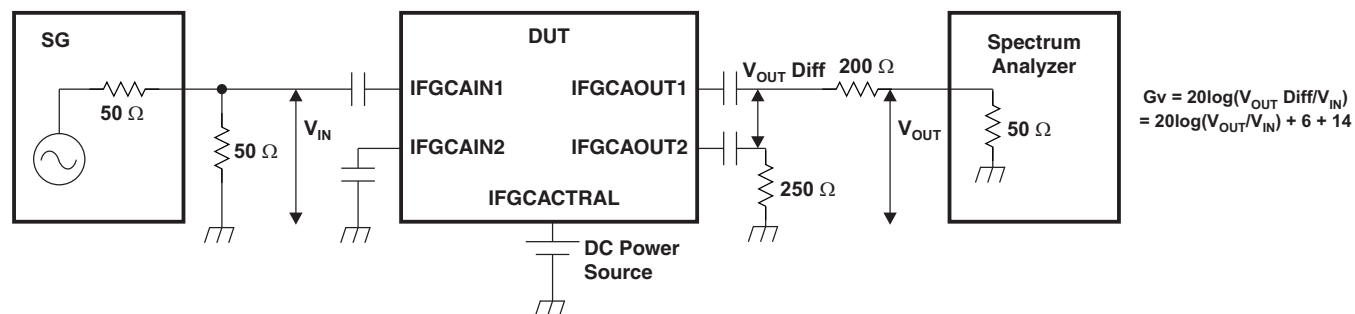 SG
50 Ω
50 Ω
VIN
DUT
IFGCAIN1
IFGCAIN2
IFGCAOUT1
IFGCAOUT2
IFGCACTRAL
DC Power
Source
VOUT Diff
200 Ω
250 Ω
VOUT
Spectrum
Analyzer
50 Ω
Gv = 20log(VOUT Diff/VIN)
= 20log(VOUT/VIN) + 6 + 14